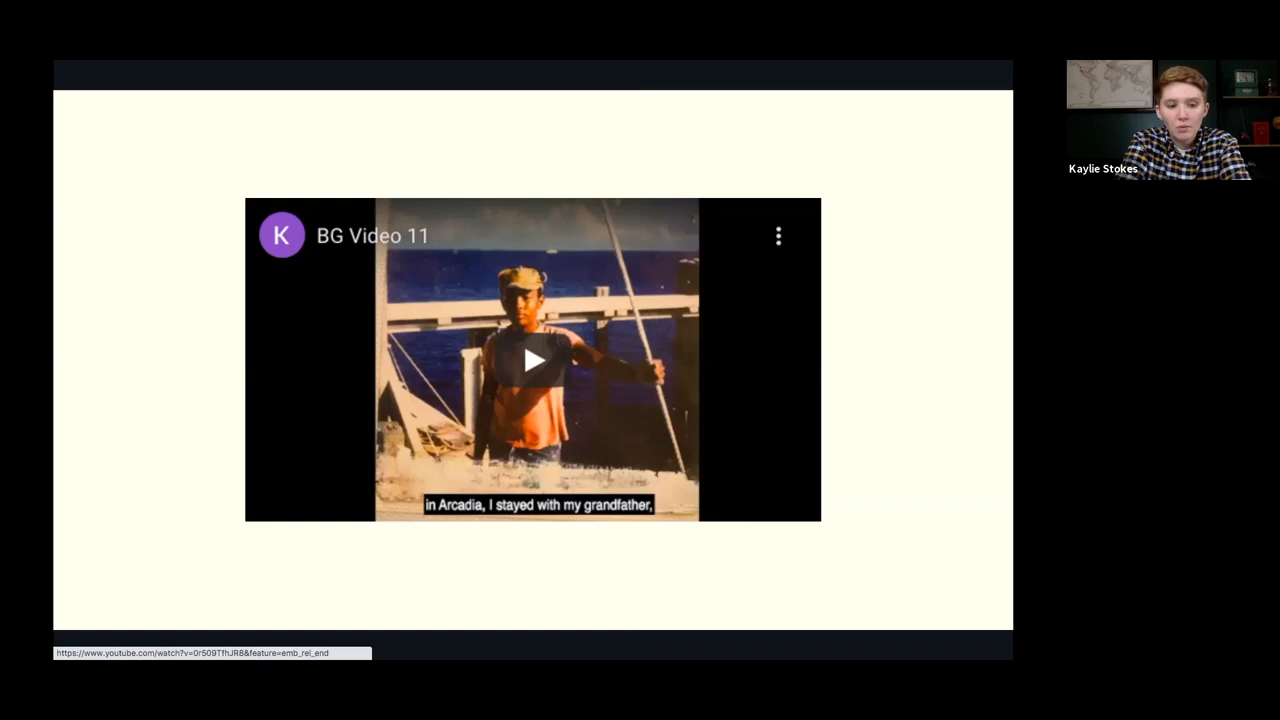 K
BG Video 11
in Arcadia, I stayed with my grandfather,
Kaylie Stokes
https://www.youtube.com/watch?v=0r509TfhJR8&feature=emb_rel_end